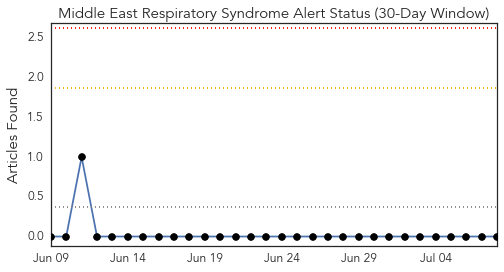 Middle East Respiratory Syndrome Alert Status (30-Day Window)
Articles Found
2.5
2.0
1.5
1.0
0.5
0.0
Jun 09 Jun 14 Jun 19 Jun 24 Jun 29 Jul 04